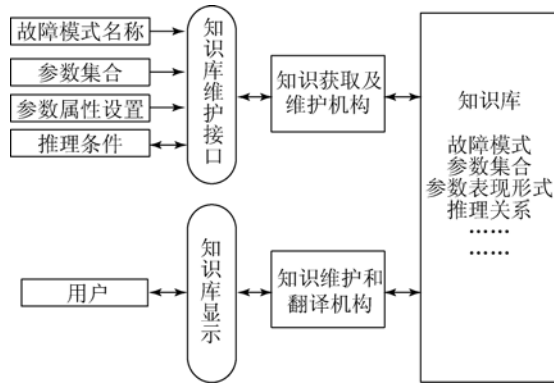 故障模式名称
参数集合
参数属性设置
推理条件
知识库维护接口
知识获取及
维护机构
知识库
故障模式
参数集合
参数表现形式
推理关系
……
……
用户
知识库显示
知识维护和
翻译机构